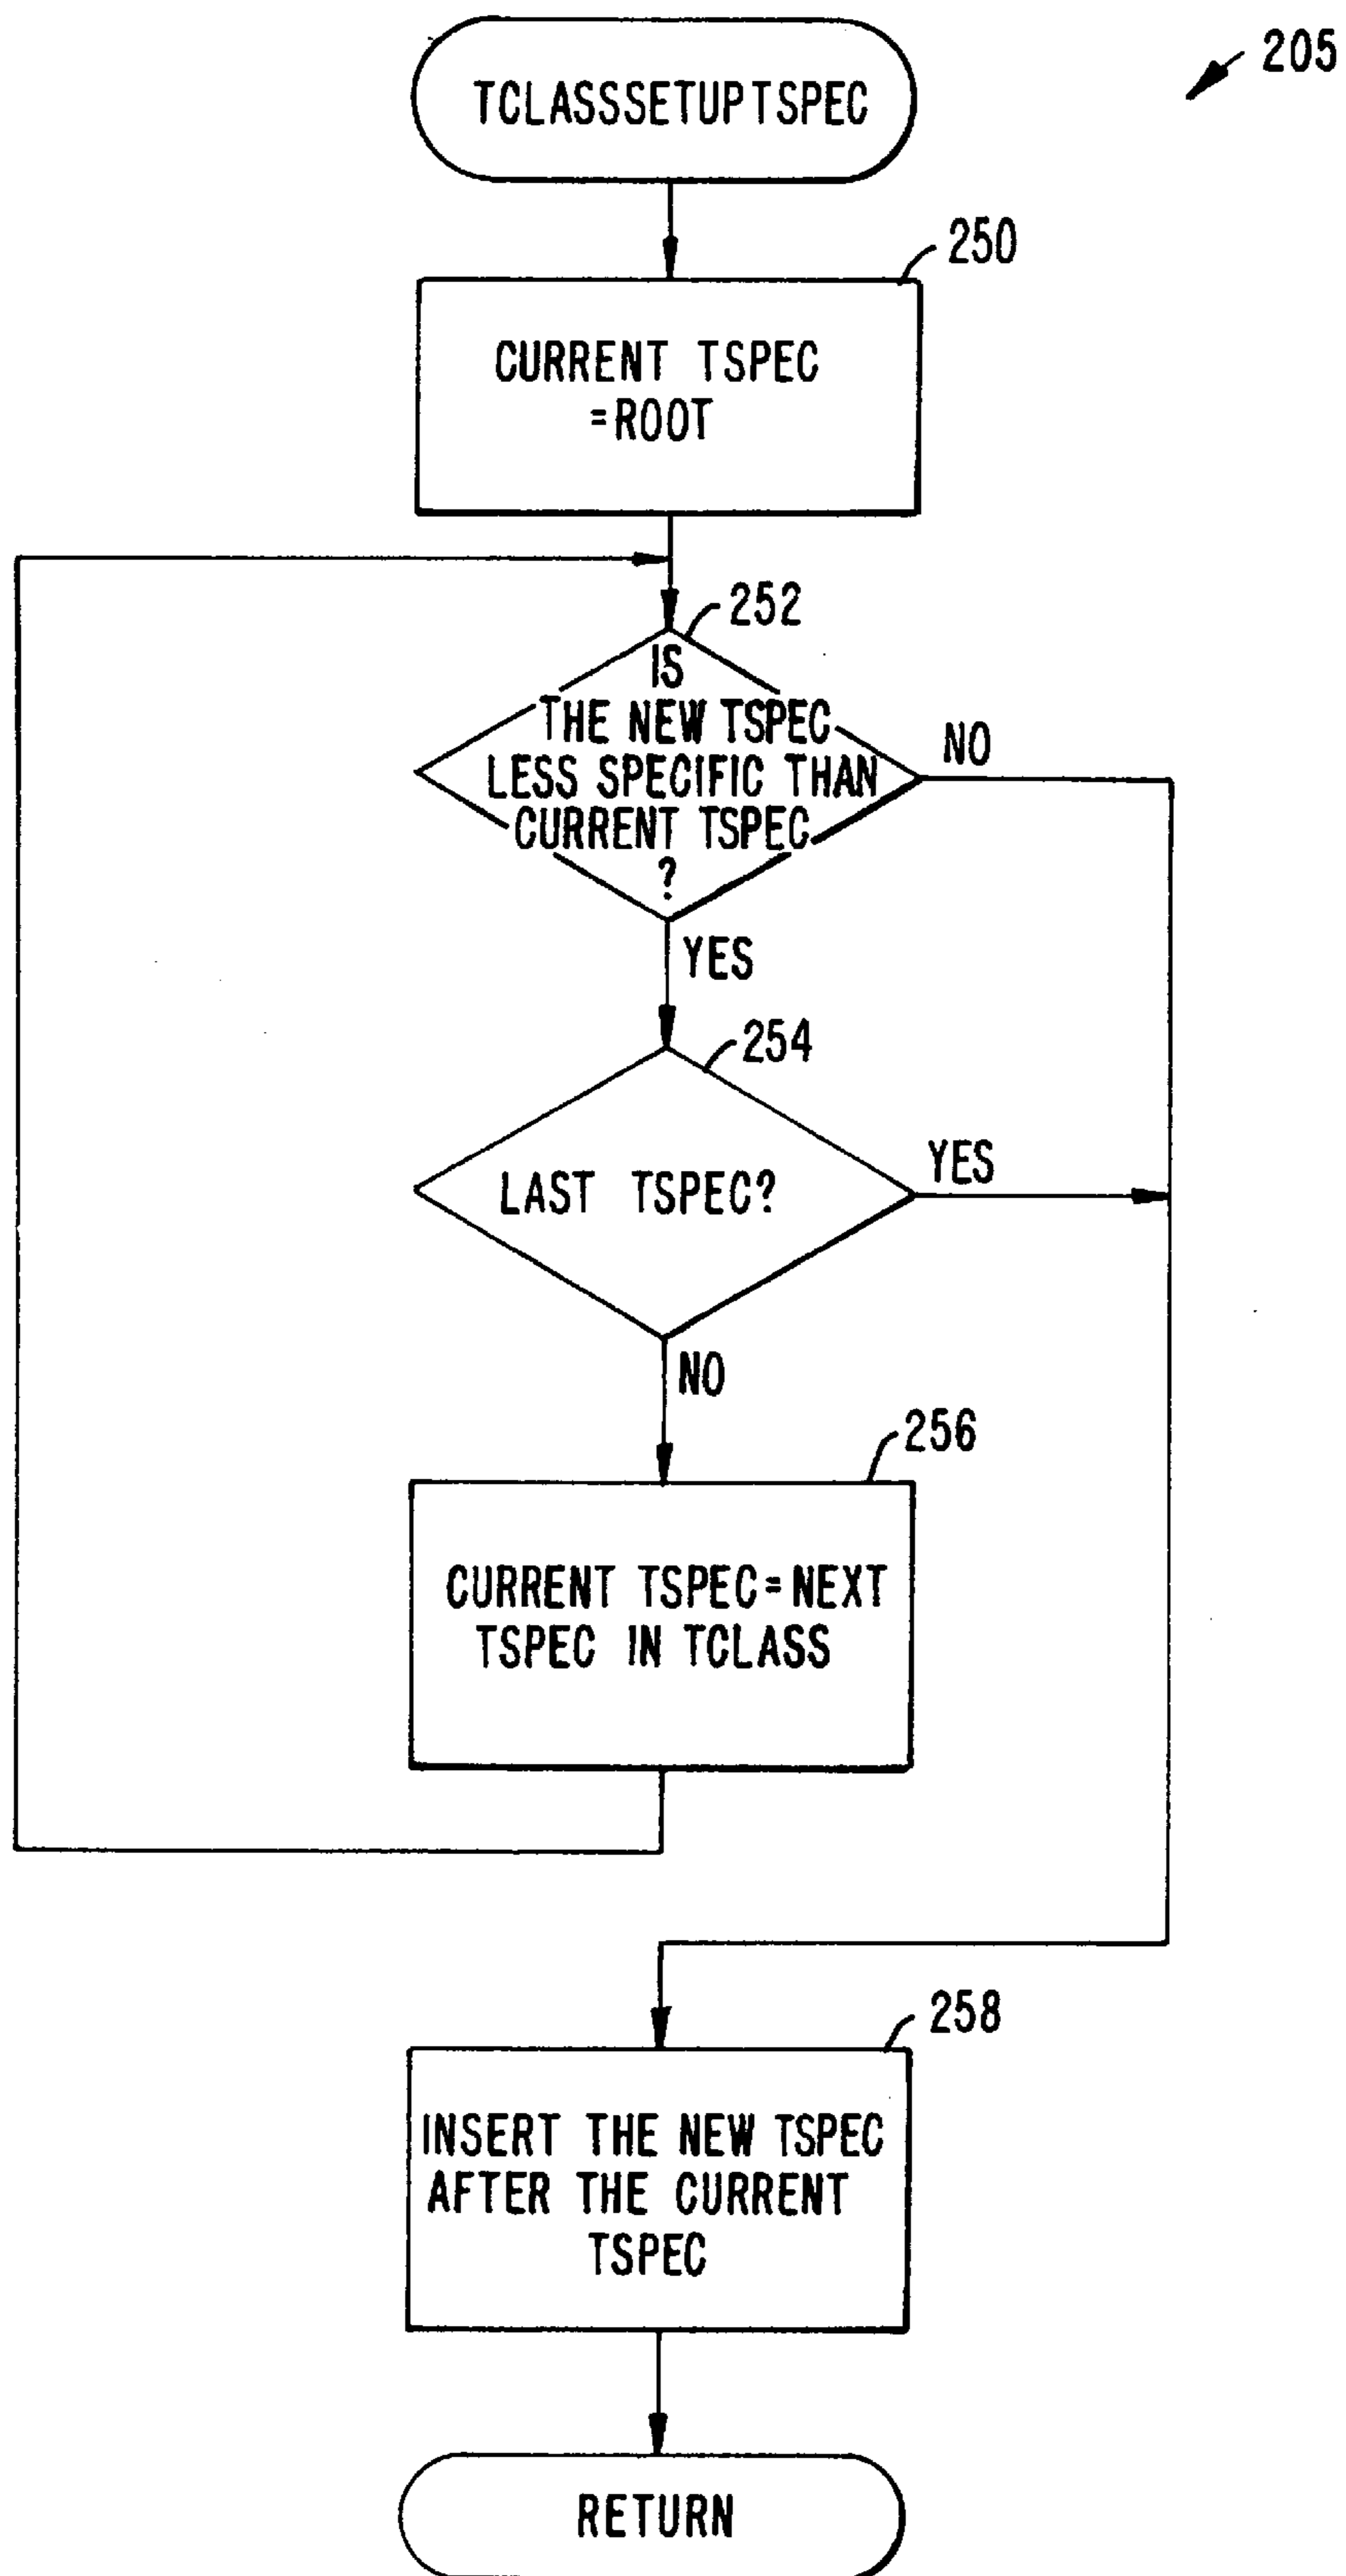 205
TCLASSSETUPTSPEC
250
CURRENT TSPEC
=ROOT
252
IS
THE NEW TSPEC
LESS SPECIFIC THAN
CURRENT TSPEC
?
NO
YES
254
LAST TSPEC?
YES
NO
256
CURRENT TSPEC=NEXT
TSPEC IN TCLASS
258
INSERT THE NEW TSPEC
AFTER THE CURRENT
TSPEC
RETURN